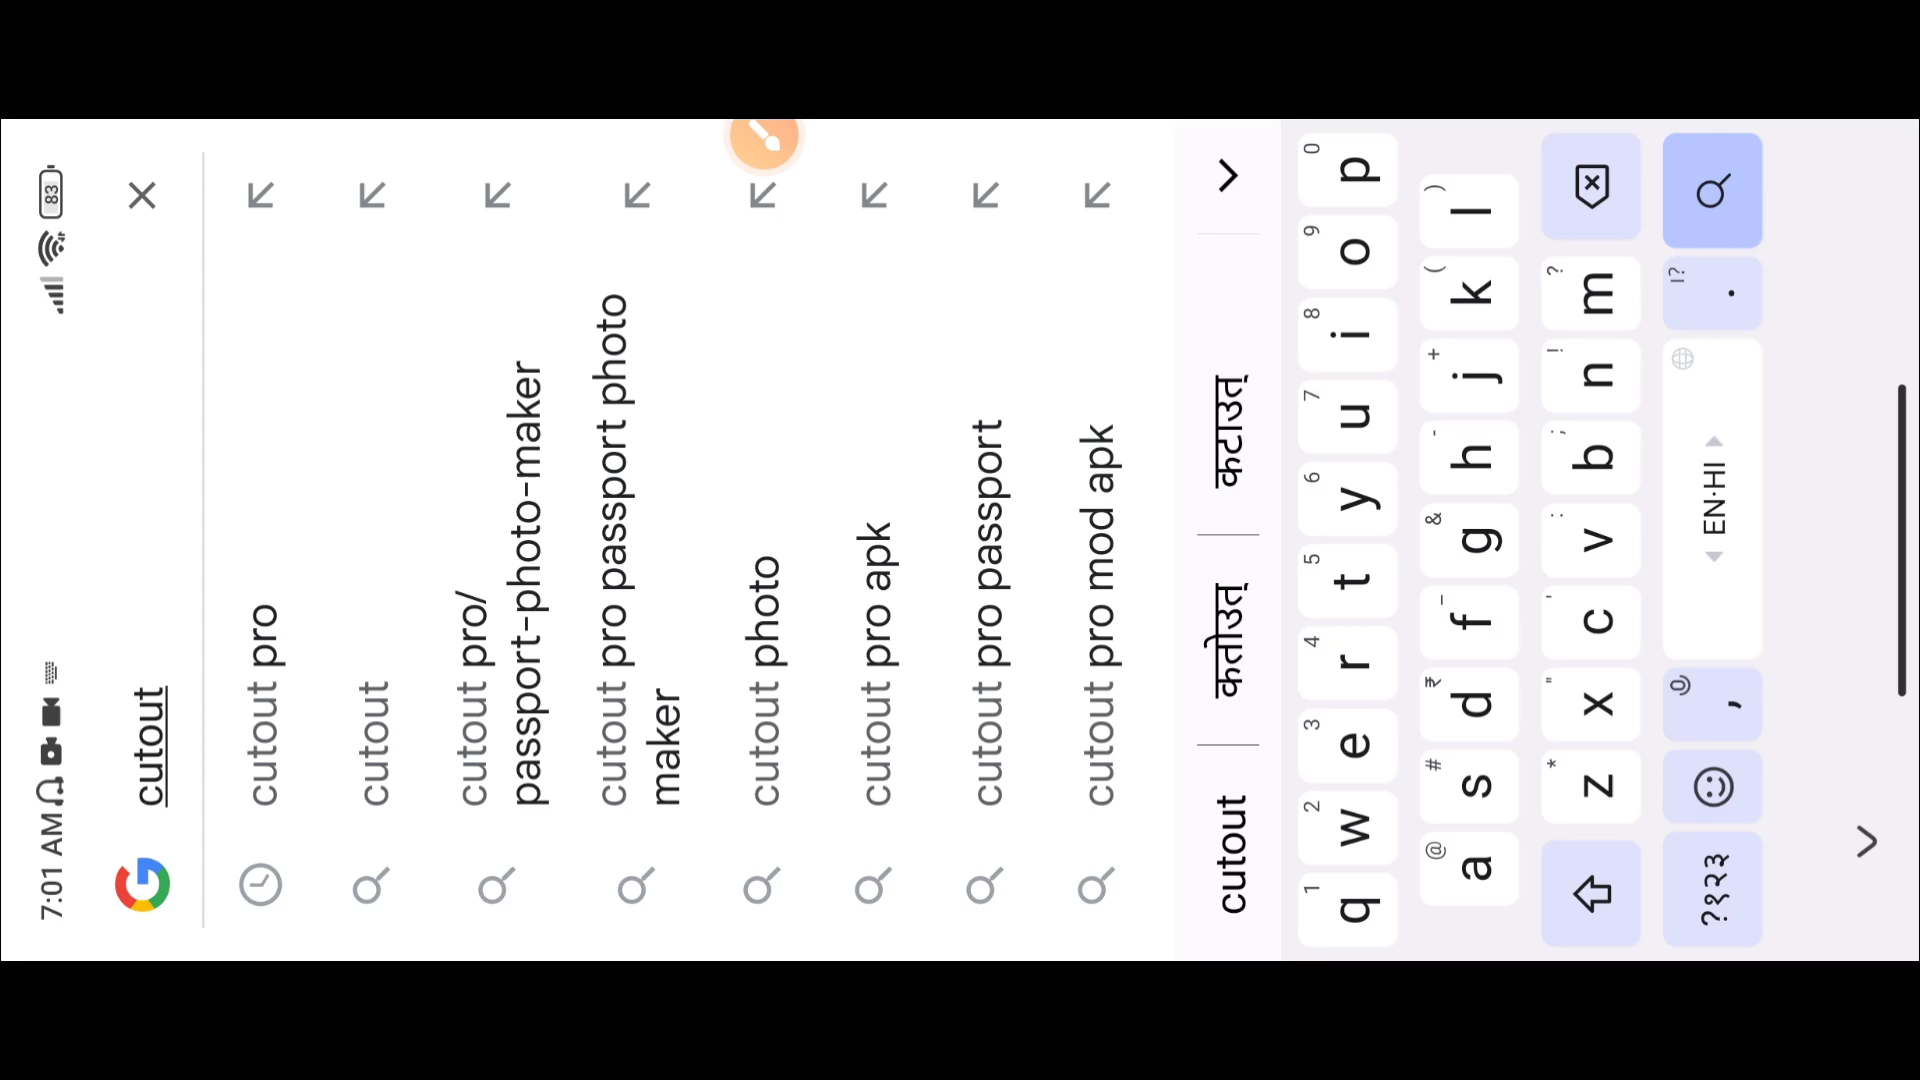 7:01 AM
83
cutout
cutout pro
cutout
cutout pro/
passport-photo-maker
cutout pro passport photo
maker
cutout photo
cutout pro apk
cutout pro passport
cutout pro mod apk
cutout कतोउत् कटाउत्
1 2 3 4 5 6 7 8 9 0
q w e r t y u i o p
@ # ₹ _ & - + ( )
a s d f g h j k l
* " ' : ; ! ?
z x c v b n m
?१२३ , EN·HI . !?